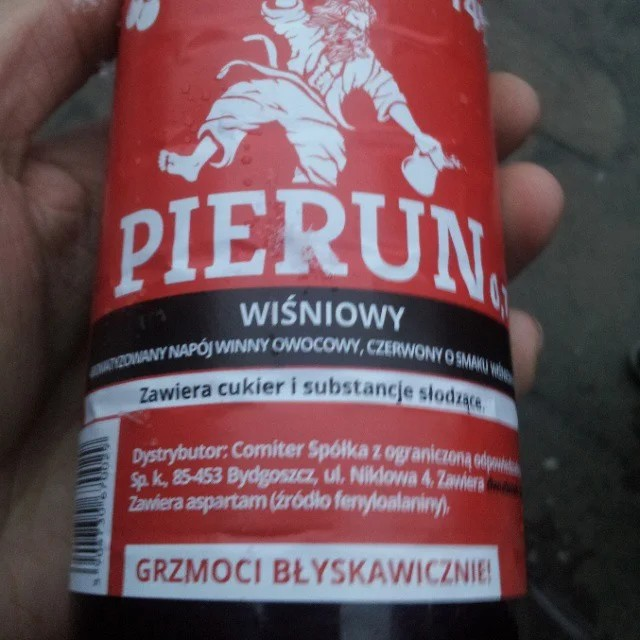 PIERUN
WIŚNIOWY
NAPÓJ WINNY OWOCOWY, CZERWONY O SMAKU
Zawiera cukier i substancje słodzące.
Dystrybutor: Comiter Spółka z ograniczoną
Sp. k., 85-453 Bydgoszcz, ul. Niklowa 4. Zawiera
Zawiera aspartam (źródło fenyloalaniny).
GRZMOCI BŁYSKAWICZNIE!